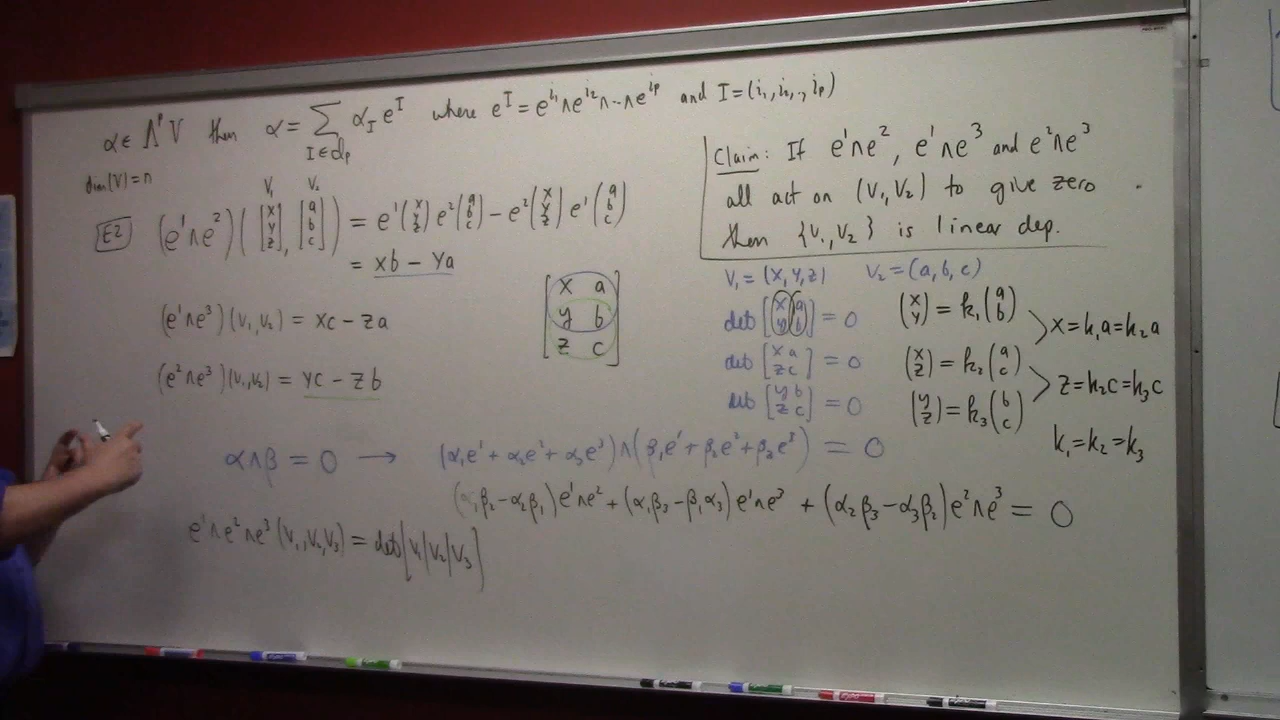 α ∈ Λᵖ V then α = ∑ α_I e^I where e^I = e^{i₁} ∧ e^{i₂} ∧ ⋯ ∧ e^{iₚ} and I = (i₁, i₂, .., iₚ)
I ∈ 𝓘ₚ
dim(V) = n
V₁ V₂
E2 (e¹∧e²)([x y z], [a b c]) = e¹(x y z) e²(a b c) − e²(x y z) e¹(a b c)
= xb − ya
(e¹∧e³)(V₁,V₂) = xc − za
(e²∧e³)(V₁,V₂) = yc − zb
[x a
y b
z c]
Claim: If e¹∧e², e¹∧e³ and e²∧e³
all act on (V₁, V₂) to give zero
then {V₁, V₂} is linear dep.
V₁ = (x, y, z) V₂ = (a, b, c)
det [x a y b] = 0 (x y) = k₁(a b)
x = k₁a = k₂a
det [x a z c] = 0 (x z) = k₂(a c)
z = k₂c = k₃c
det [y b z c] = 0 (y z) = k₃(b c)
k₁ = k₂ = k₃
α∧β = 0 → (α₁e¹ + α₂e² + α₃e³)∧(β₁e¹ + β₂e² + β₃e³) = 0
(α₁β₂ − α₂β₁)e¹∧e² + (α₁β₃ − β₁α₃)e¹∧e³ + (α₂β₃ − α₃β₂)e²∧e³ = 0
e¹∧e²∧e³(V₁,V₂,V₃) = det[V₁|V₂|V₃]